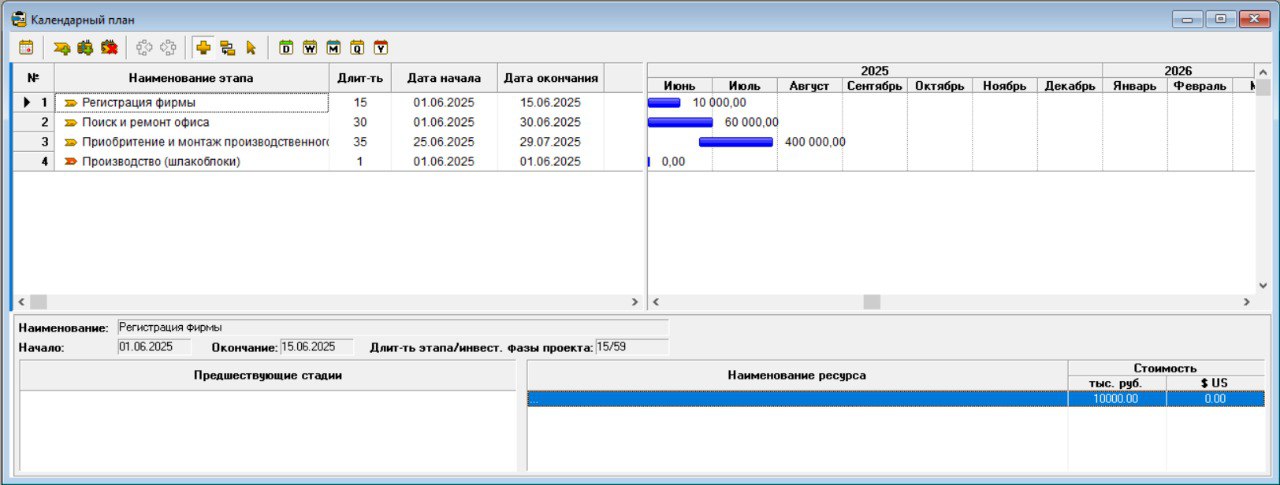 Календарный план
D W M Q Y
№ Наименование этапа Длит-ть Дата начала Дата окончания
2025 2026
Июнь Июль Август Сентябрь Октябрь Ноябрь Декабрь Январь Февраль
1 Регистрация фирмы 15 01.06.2025 15.06.2025 10 000,00
2 Поиск и ремонт офиса 30 01.06.2025 30.06.2025 60 000,00
3 Приобритение и монтаж производственного 35 25.06.2025 29.07.2025 400 000,00
4 Производство (шлакоблоки) 1 01.06.2025 01.06.2025 0,00
Наименование: Регистрация фирмы
Начало: 01.06.2025 Окончание: 15.06.2025 Длит-ть этапа/инвест. фазы проекта: 15/59
Предшествующие стадии Наименование ресурса Стоимость
тыс. руб. $ US
... 10000.00 0.00